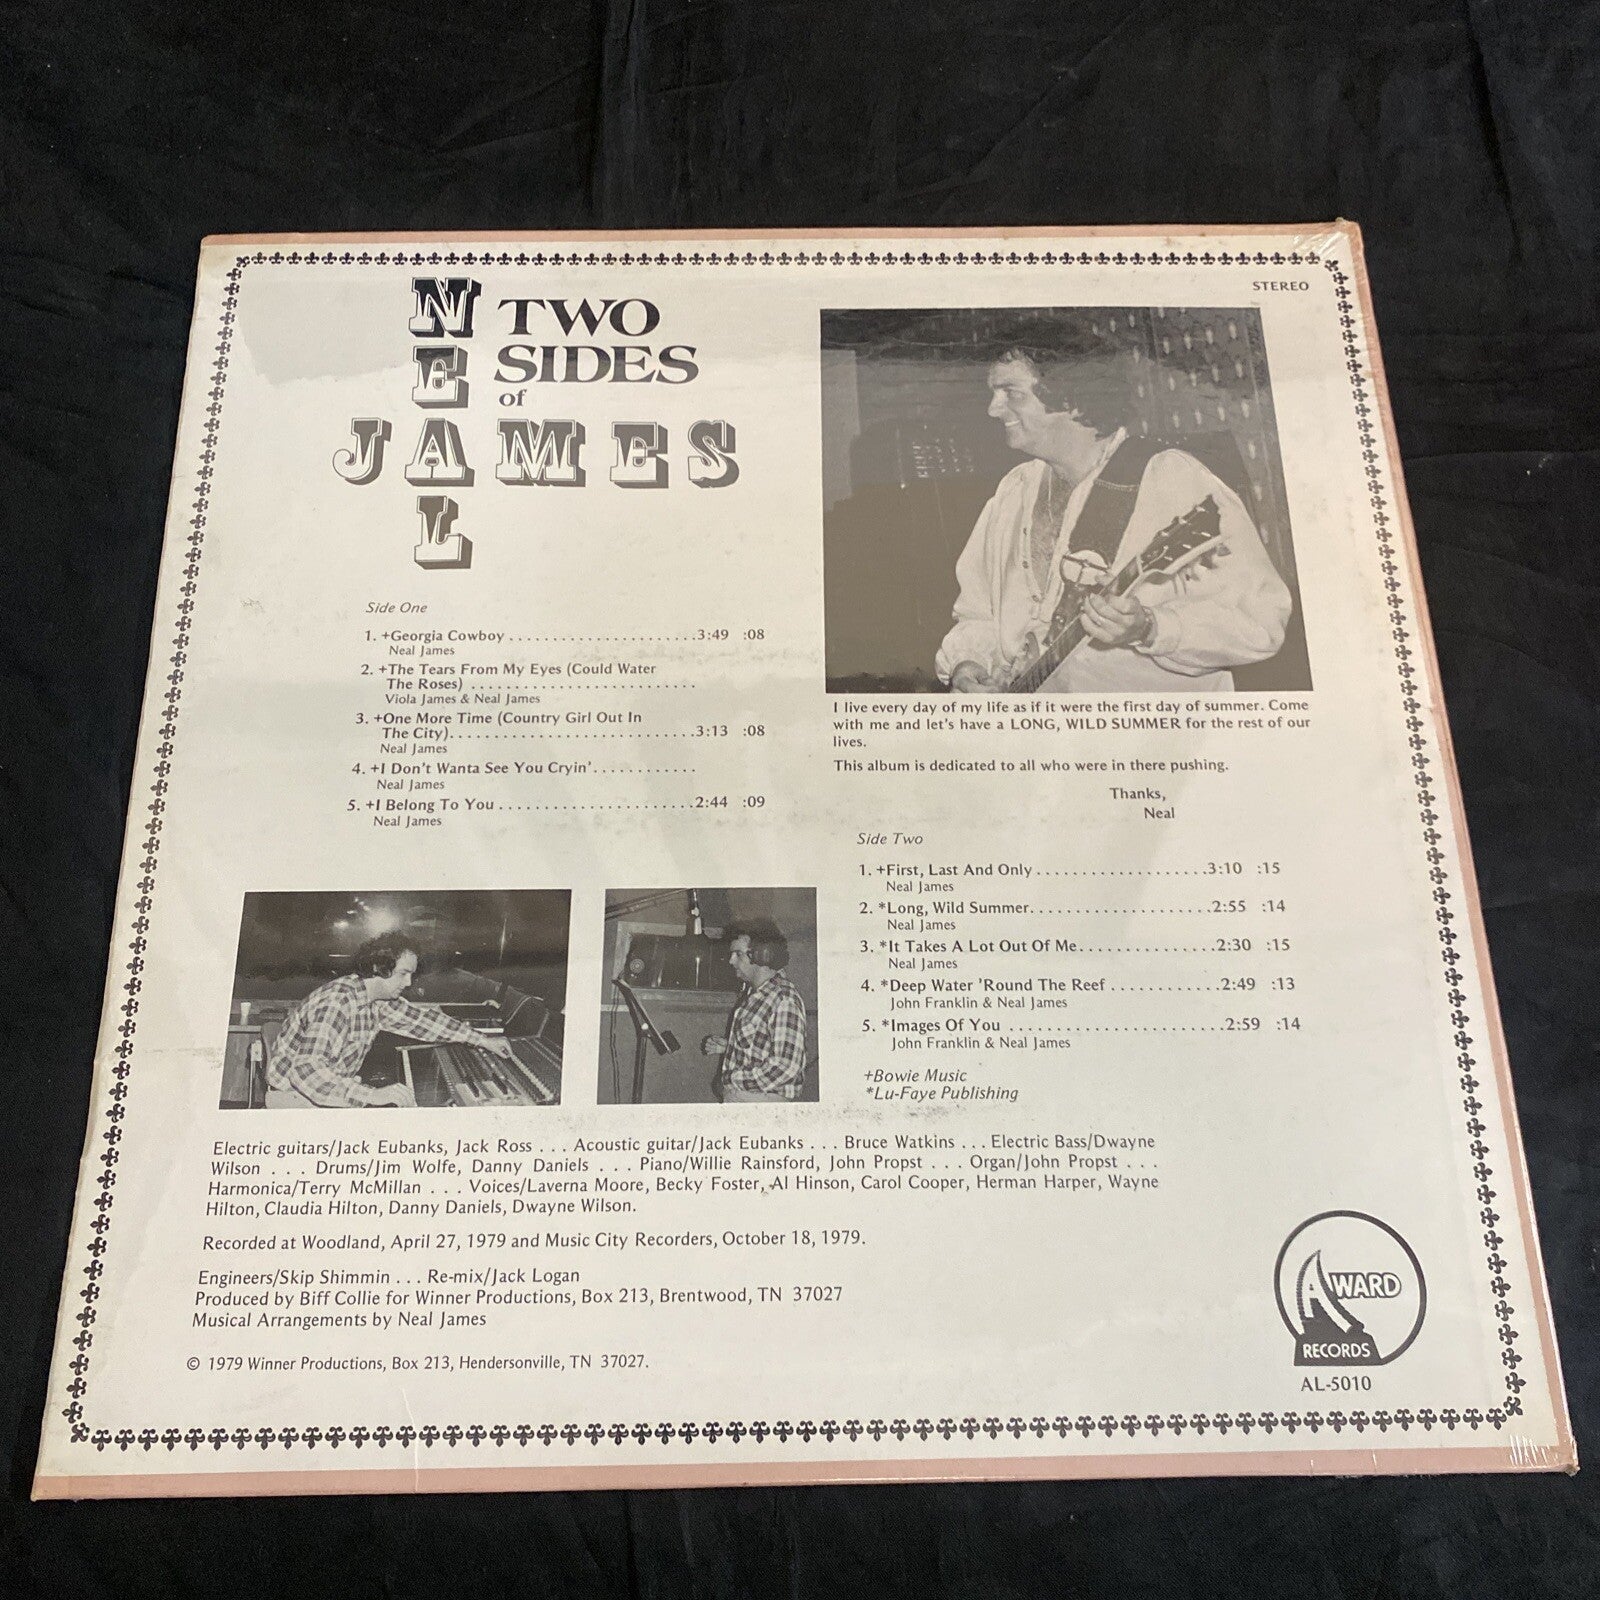 STEREO
NEAL
TWO
SIDES
of
JAMES
Side One
1. +Georgia Cowboy . . . . . . . . . . . . . . . . . . . . . .3:49 :08
Neal James
2. +The Tears From My Eyes (Could Water
The Roses) . . . . . . . . . . . . . . . . . . . . . . . . .
Viola James & Neal James
3. +One More Time (Country Girl Out In
The City). . . . . . . . . . . . . . . . . . . . . . . . . . . .3:13 :08
Neal James
4. +I Don't Wanta See You Cryin'. . . . . . . . . . . .
Neal James
5. +I Belong To You . . . . . . . . . . . . . . . . . . . . . . .2:44 :09
Neal James
I live every day of my life as if it were the first day of summer. Come
with me and let's have a LONG, WILD SUMMER for the rest of our
lives.
This album is dedicated to all who were in there pushing.
Thanks,
Neal
Side Two
1. +First, Last And Only . . . . . . . . . . . . . . . . . . .3:10 :15
Neal James
2. *Long, Wild Summer. . . . . . . . . . . . . . . . . . . .2:55 :14
Neal James
3. *It Takes A Lot Out Of Me. . . . . . . . . . . . . . .2:30 :15
Neal James
4. *Deep Water 'Round The Reef . . . . . . . . . . . .2:49 :13
John Franklin & Neal James
5. *Images Of You . . . . . . . . . . . . . . . . . . . . . . . .2:59 :14
John Franklin & Neal James
+Bowie Music
*Lu-Faye Publishing
Electric guitars/Jack Eubanks, Jack Ross . . . Acoustic guitar/Jack Eubanks . . . Bruce Watkins . . . Electric Bass/Dwayne
Wilson . . . Drums/Jim Wolfe, Danny Daniels . . . Piano/Willie Rainsford, John Propst . . . Organ/John Propst . . .
Harmonica/Terry McMillan . . . Voices/Laverna Moore, Becky Foster, Al Hinson, Carol Cooper, Herman Harper, Wayne
Hilton, Claudia Hilton, Danny Daniels, Dwayne Wilson.
Recorded at Woodland, April 27, 1979 and Music City Recorders, October 18, 1979.
Engineers/Skip Shimmin . . . Re-mix/Jack Logan
Produced by Biff Collie for Winner Productions, Box 213, Brentwood, TN 37027
Musical Arrangements by Neal James
© 1979 Winner Productions, Box 213, Hendersonville, TN 37027.
AWARD
RECORDS
AL-5010